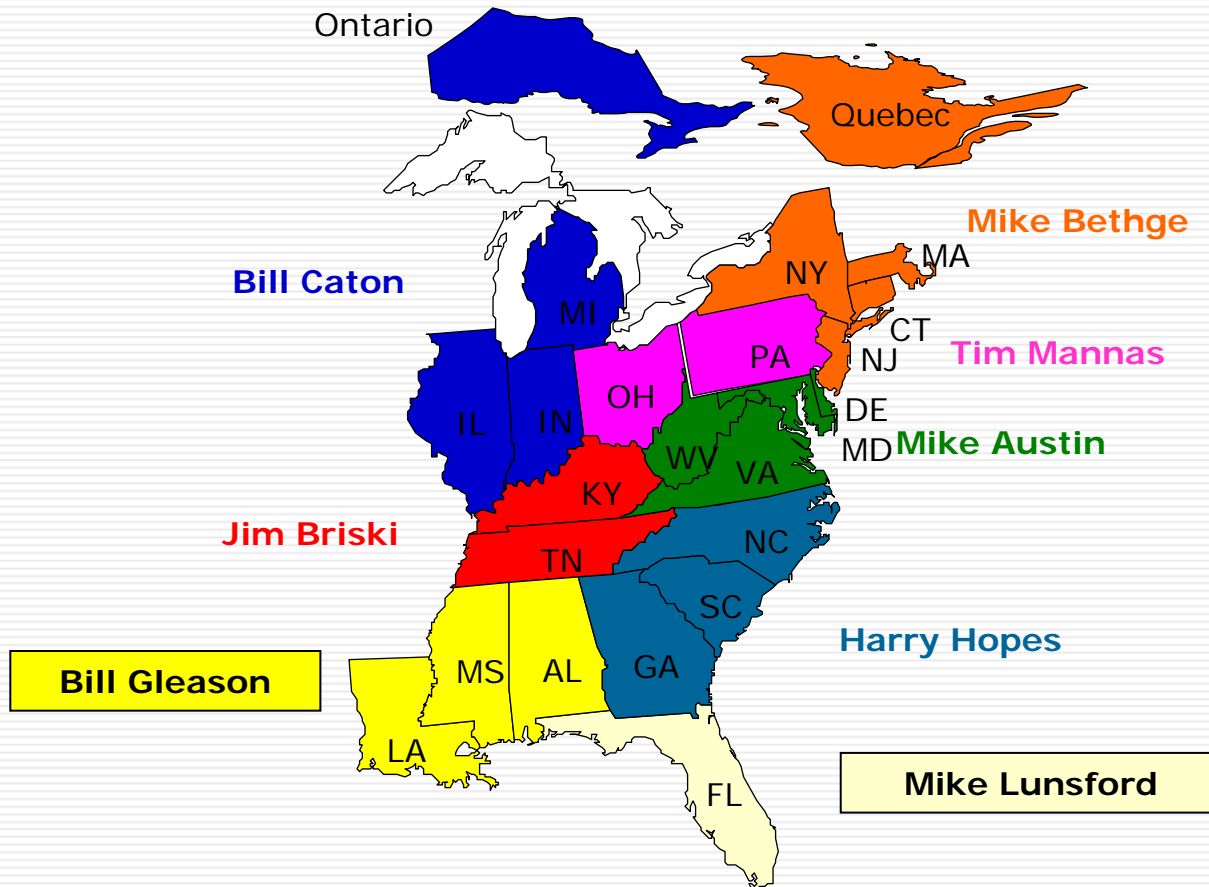 Ontario
Quebec
Mike Bethge
MA
NY
Bill Caton
MI
CT
NJ
Tim Mannas
PA
OH
IL
IN
DE
MD
Mike Austin
WV
VA
KY
Jim Briski
NC
TN
SC
Harry Hopes
GA
MS
AL
Bill Gleason
LA
FL
Mike Lunsford